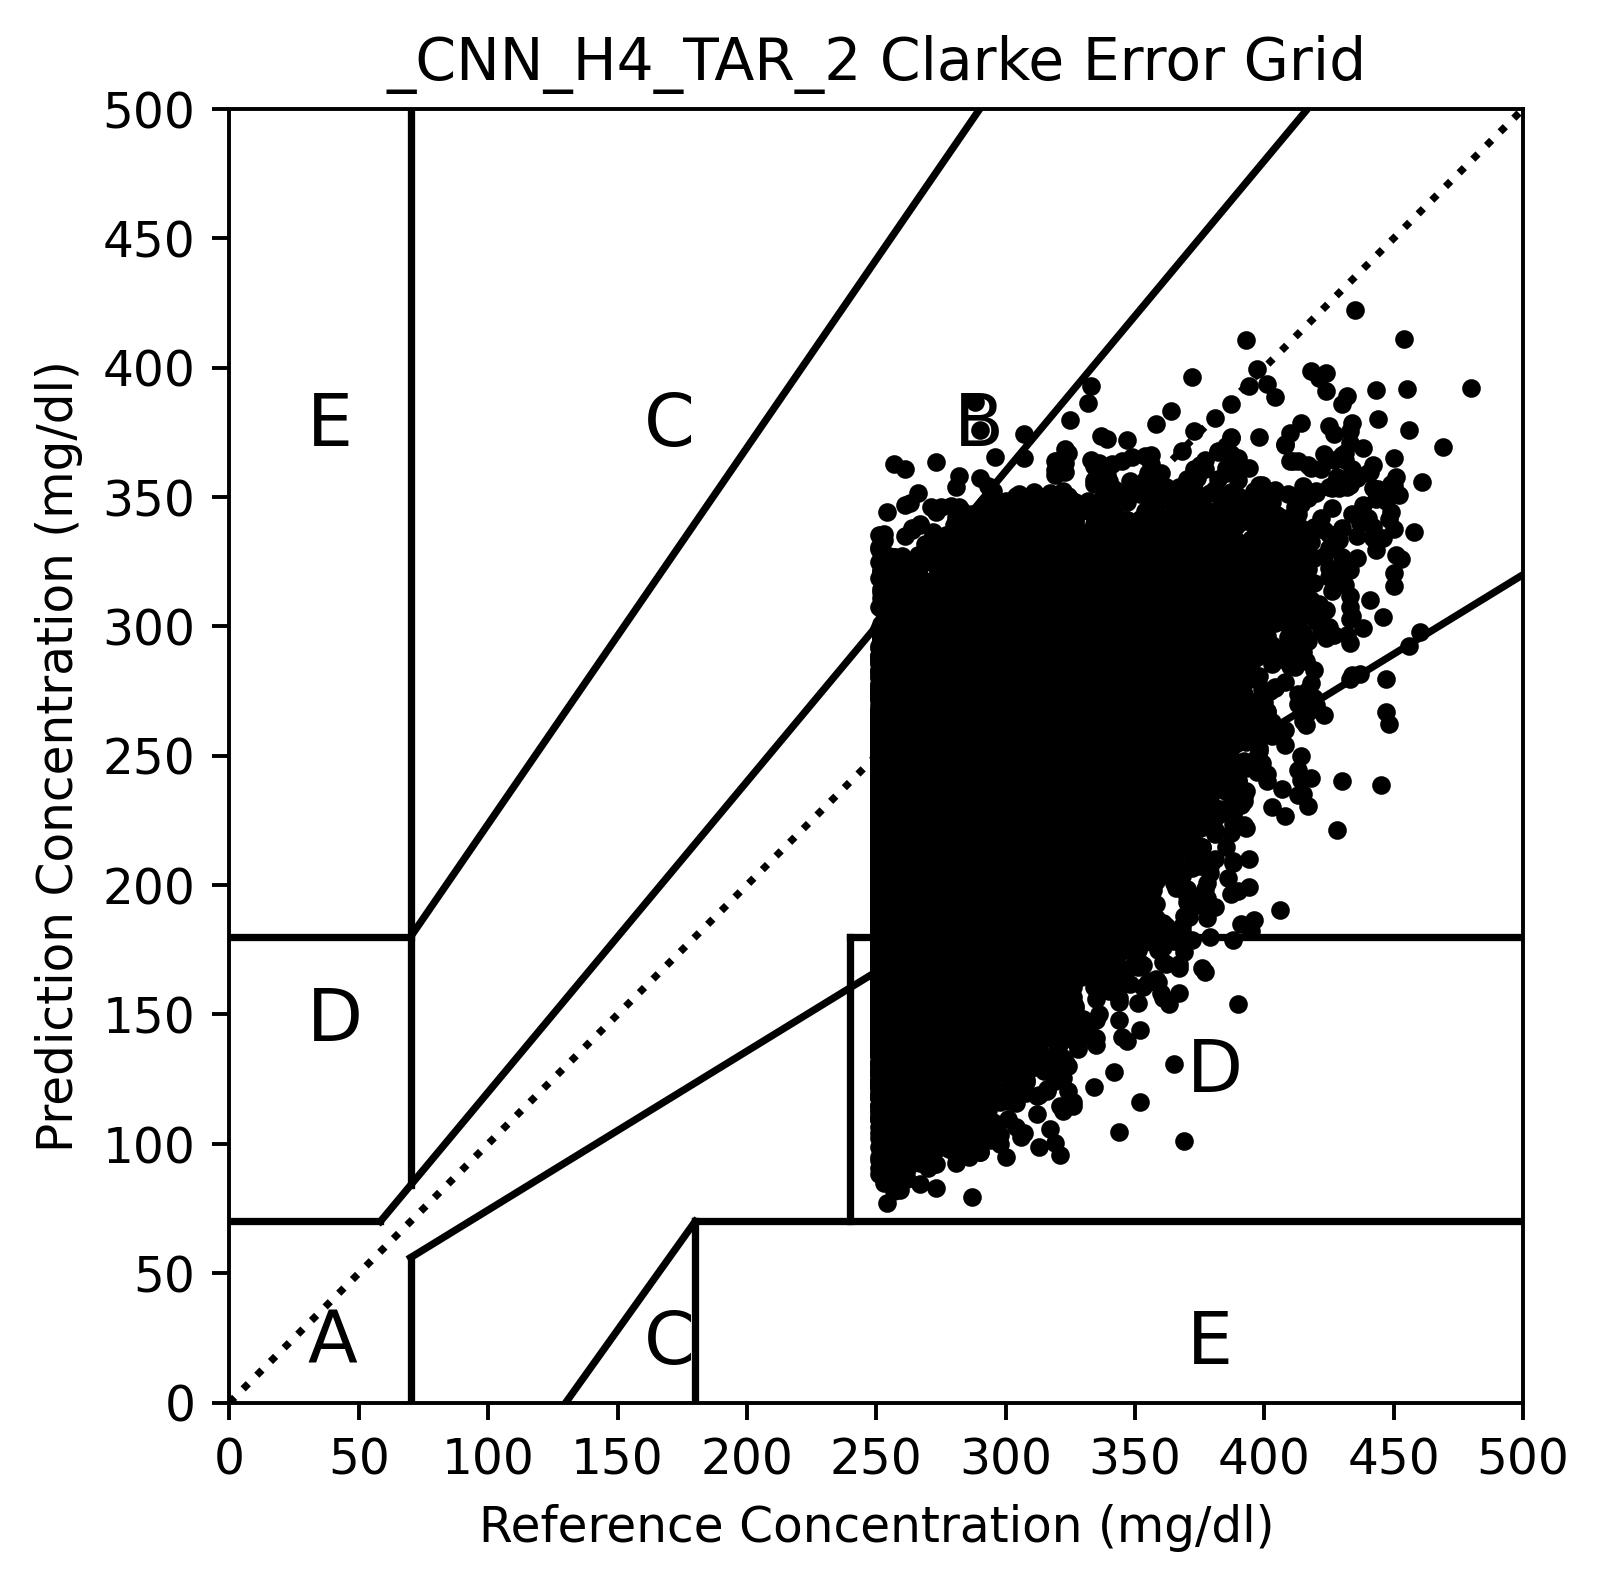 _CNN_H4_TAR_2 Clarke Error Grid
500
450
400
350
300
250
200
150
100
50
0
Prediction Concentration (mg/dl)
E
C
B
D
D
A
C
E
0 50 100 150 200 250 300 350 400 450 500
Reference Concentration (mg/dl)